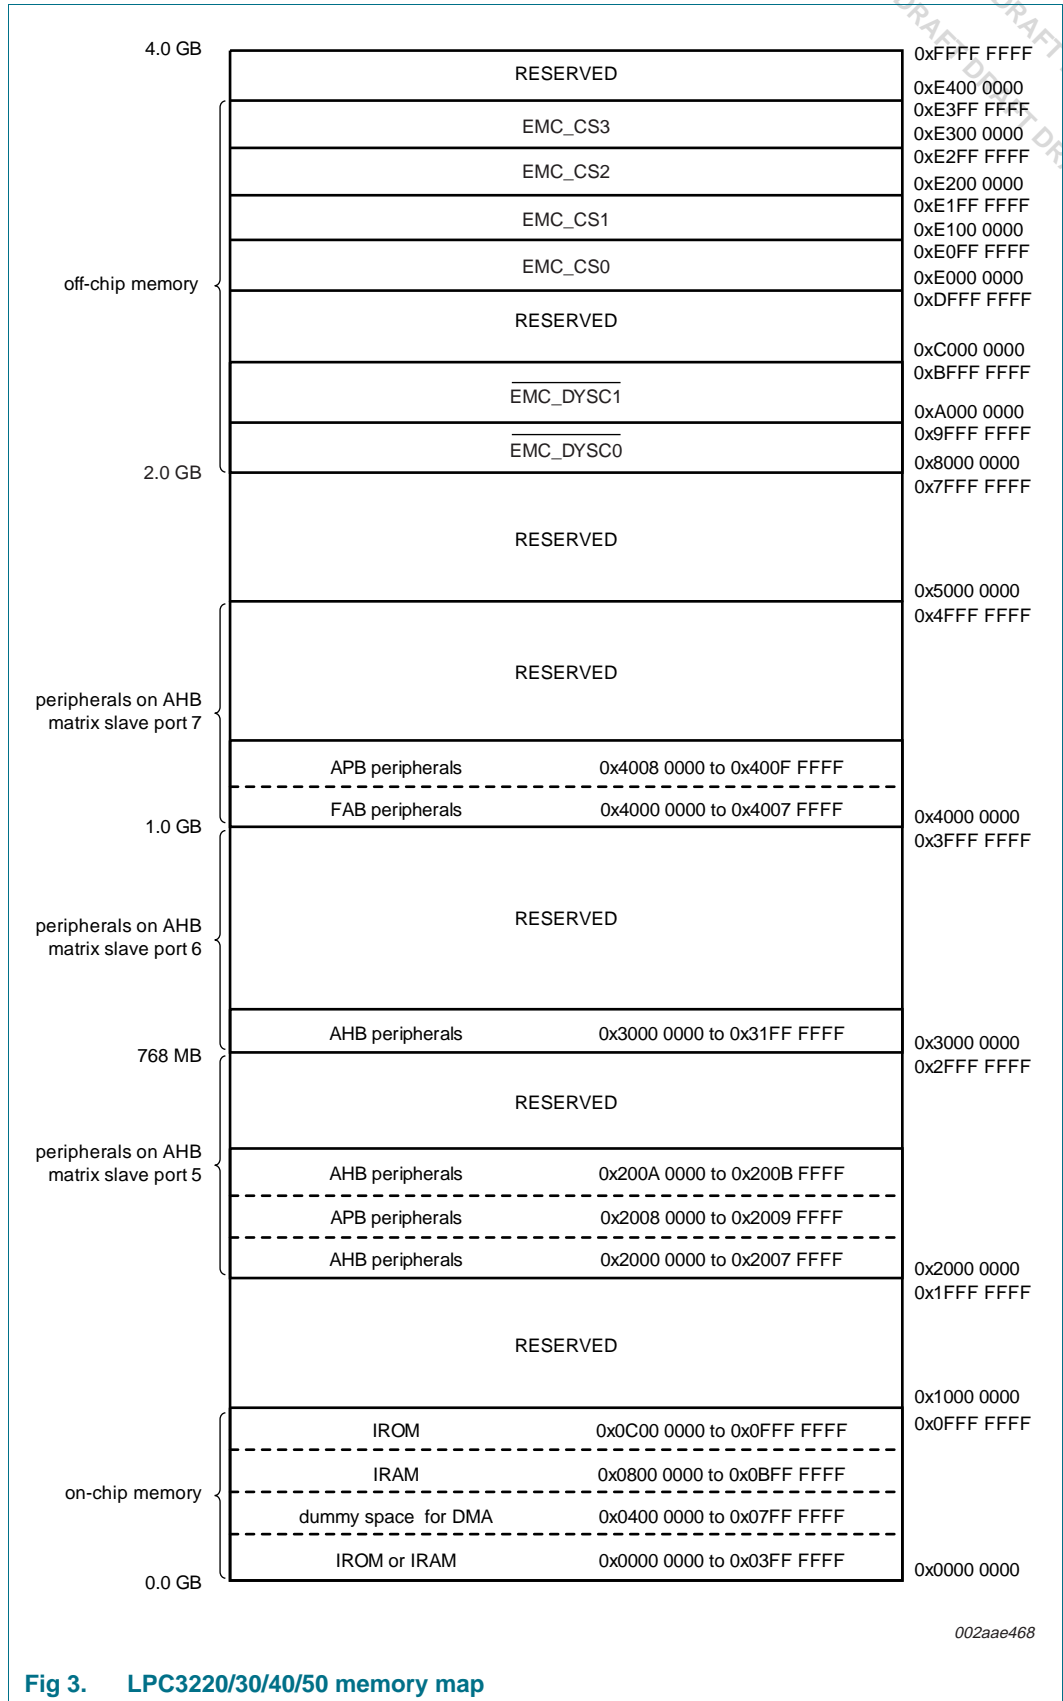 DRAFT DRAFT DRAFT DR
DRAFT
4.0 GB
0xFFFF FFFF
RESERVED
0xE400 0000
0xE3FF FFFF
EMC_CS3
0xE300 0000
0xE2FF FFFF
EMC_CS2
0xE200 0000
0xE1FF FFFF
EMC_CS1
0xE100 0000
0xE0FF FFFF
EMC_CS0
0xE000 0000
off-chip memory
0xDFFF FFFF
RESERVED
0xC000 0000
0xBFFF FFFF
EMC_DYSC1
0xA000 0000
0x9FFF FFFF
EMC_DYSC0
0x8000 0000
2.0 GB
0x7FFF FFFF
RESERVED
0x5000 0000
0x4FFF FFFF
RESERVED
peripherals on AHB
matrix slave port 7
APB peripherals 0x4008 0000 to 0x400F FFFF
FAB peripherals 0x4000 0000 to 0x4007 FFFF
0x4000 0000
1.0 GB
0x3FFF FFFF
RESERVED
peripherals on AHB
matrix slave port 6
AHB peripherals 0x3000 0000 to 0x31FF FFFF
0x3000 0000
768 MB
0x2FFF FFFF
RESERVED
peripherals on AHB
matrix slave port 5
AHB peripherals 0x200A 0000 to 0x200B FFFF
APB peripherals 0x2008 0000 to 0x2009 FFFF
AHB peripherals 0x2000 0000 to 0x2007 FFFF
0x2000 0000
0x1FFF FFFF
RESERVED
0x1000 0000
0x0FFF FFFF
IROM 0x0C00 0000 to 0x0FFF FFFF
IRAM 0x0800 0000 to 0x0BFF FFFF
on-chip memory
dummy space for DMA 0x0400 0000 to 0x07FF FFFF
IROM or IRAM 0x0000 0000 to 0x03FF FFFF
0x0000 0000
0.0 GB
002aae468
Fig 3. LPC3220/30/40/50 memory map